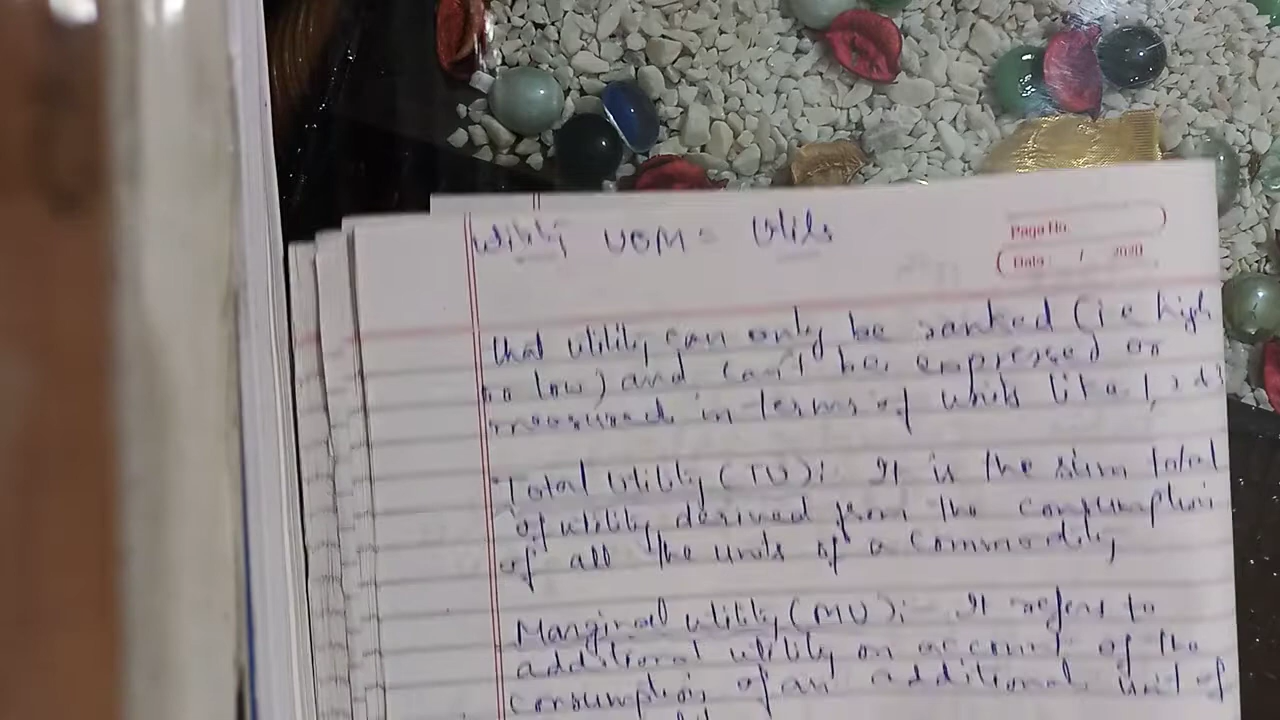 Utility UOM = Utils
Page No.
Date: / 2020
that utility can only be ranked (i.e high
to low) and can't be expressed or
measured in terms of units like 1, 2
Total Utility (TU): It is the sum total
of utility derived from the consumption
of all the units of a commodity
Marginal utility (MU): It refers to
additional utility on account of the
consumption of an additional unit of